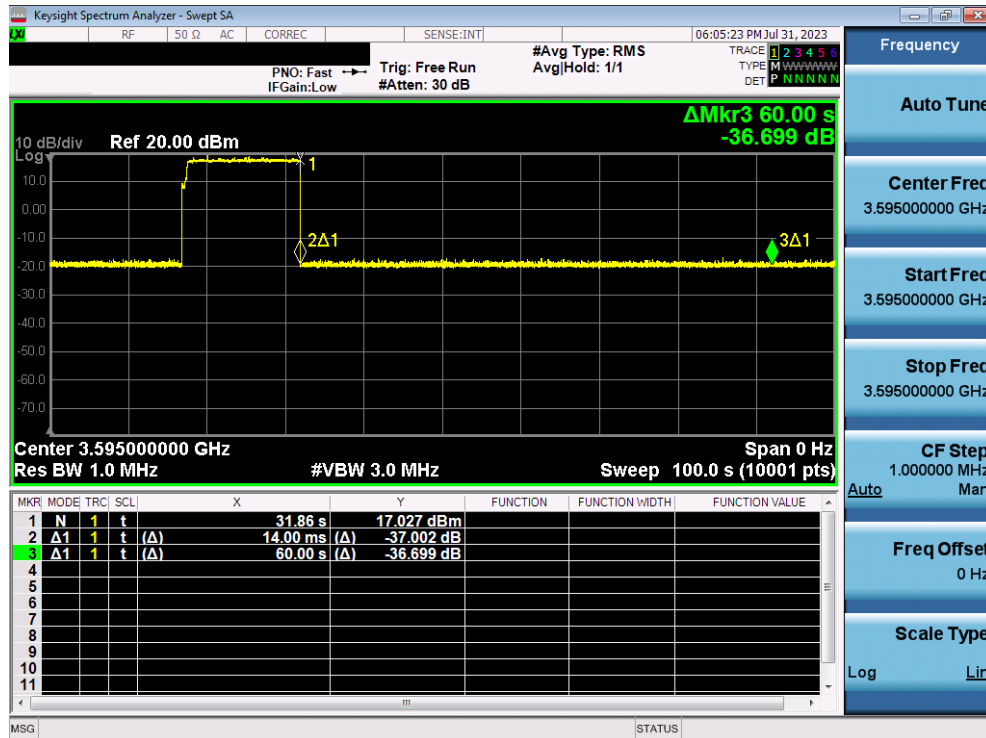 Keysight Spectrum Analyzer - Swept SA
LXI RF 50 Ω AC CORREC SENSE:INT 06:05:23 PM Jul 31, 2023
PNO: Fast Trig: Free Run #Avg Type: RMS TRACE 1 2 3 4 5 6
IFGain:Low #Atten: 30 dB Avg|Hold: 1/1 TYPE M WWWWW
DET P N N N N N
ΔMkr3 60.00 s
-36.699 dB
10 dB/div Ref 20.00 dBm
Log
10.0
0.00
-10.0
-20.0
-30.0
-40.0
-50.0
-60.0
-70.0
1
2Δ1
3Δ1
Center 3.595000000 GHz Span 0 Hz
Res BW 1.0 MHz #VBW 3.0 MHz Sweep 100.0 s (10001 pts)
MKR MODE TRC SCL X Y FUNCTION FUNCTION WIDTH FUNCTION VALUE
1 N 1 t 31.86 s 17.027 dBm
2 Δ1 1 t (Δ) 14.00 ms (Δ) -37.002 dB
3 Δ1 1 t (Δ) 60.00 s (Δ) -36.699 dB
4
5
6
7
8
9
10
11
MSG STATUS
Frequency
Auto Tune
Center Freq
3.595000000 GHz
Start Freq
3.595000000 GHz
Stop Freq
3.595000000 GHz
CF Step
1.000000 MHz
Auto Man
Freq Offset
0 Hz
Scale Type
Log Lin